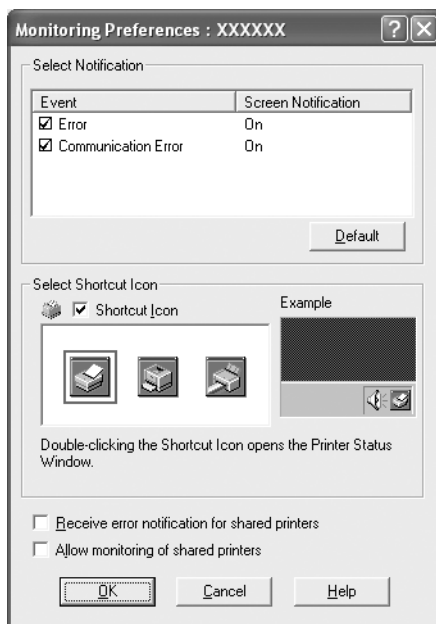 Monitoring Preferences : XXXXXX
Select Notification
Event Screen Notification
Error On
Communication Error On
Default
Select Shortcut Icon
Shortcut Icon
Example
Double-clicking the Shortcut Icon opens the Printer Status
Window.
Receive error notification for shared printers
Allow monitoring of shared printers
OK Cancel Help